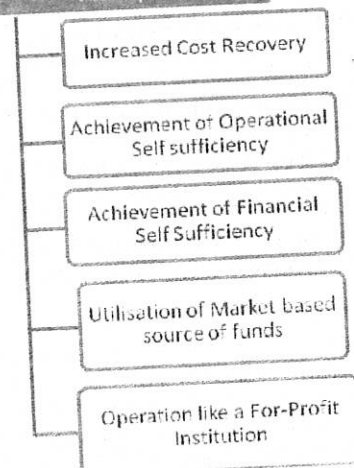 Increased Cost Recovery
Achievement of Operational
Self sufficiency
Achievement of Financial
Self Sufficiency
Utilisation of Market based
source of funds
Operation like a For-Profit
Institution